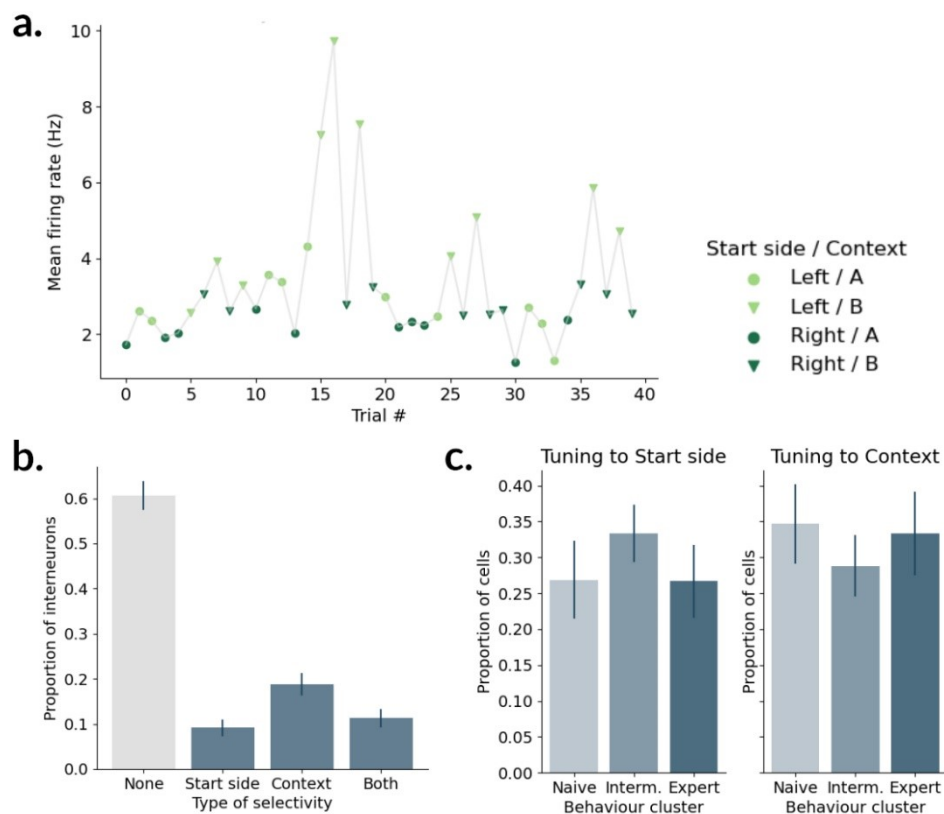 a.
Mean firing rate (Hz)
10
8
6
4
2
0 5 10 15 20 25 30 35 40
Trial #
Start side / Context
Left / A
Left / B
Right / A
Right / B
b.
Proportion of interneurons
0.6
0.5
0.4
0.3
0.2
0.1
0.0
None Start side Context Both
Type of selectivity
c.
Tuning to Start side
Proportion of cells
0.40
0.35
0.30
0.25
0.20
0.15
0.10
0.05
0.00
Naive Interm. Expert
Behaviour cluster
Tuning to Context
Proportion of cells
Naive Interm. Expert
Behaviour cluster